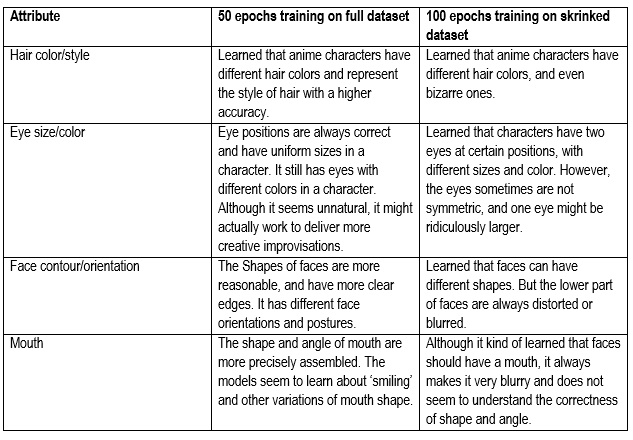 Attribute
50 epochs training on full dataset
100 epochs training on skrinked
dataset
Hair color/style
Learned that anime characters have
different hair colors and represent
the style of hair with a higher
accuracy.
Learned that anime characters have
different hair colors, and even
bizarre ones.
Eye size/color
Eye positions are always correct
and have uniform sizes in a
character. It still has eyes with
different colors in a character.
Although it seems unnatural, it might
actually work to deliver more
creative improvisations.
Learned that characters have two
eyes at certain positions, with
different sizes and color. However,
the eyes sometimes are not
symmetric, and one eye might be
ridiculously larger.
Face contour/orientation
The Shapes of faces are more
reasonable, and have more clear
edges. It has different face
orientations and postures.
Learned that faces can have
different shapes. But the lower part
of faces are always distorted or
blurred.
Mouth
The shape and angle of mouth are
more precisely assembled. The
models seem to learn about ‘smiling’
and other variations of mouth shape.
Although it kind of learned that faces
should have a mouth, it always
makes it very blurry and does not
seem to understand the correctness
of shape and angle.